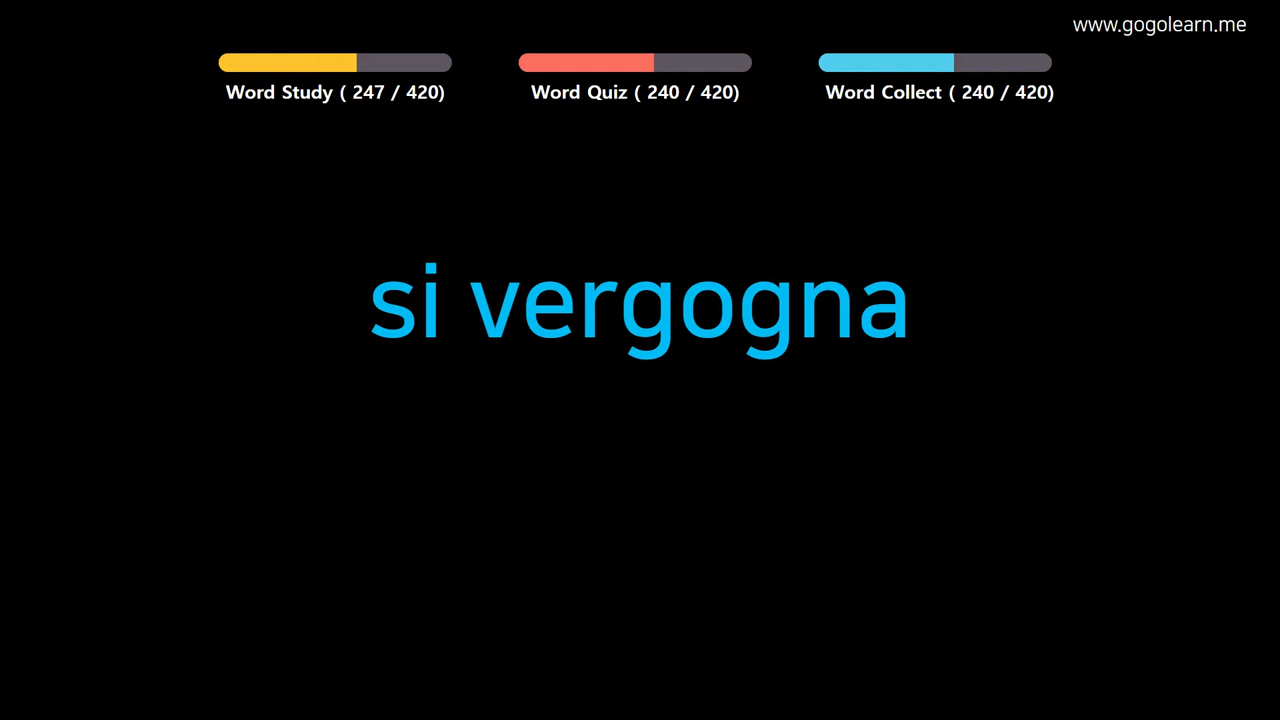 www.gogolearn.me
Word Study ( 247 / 420)
Word Quiz ( 240 / 420)
Word Collect ( 240 / 420)
si vergogna